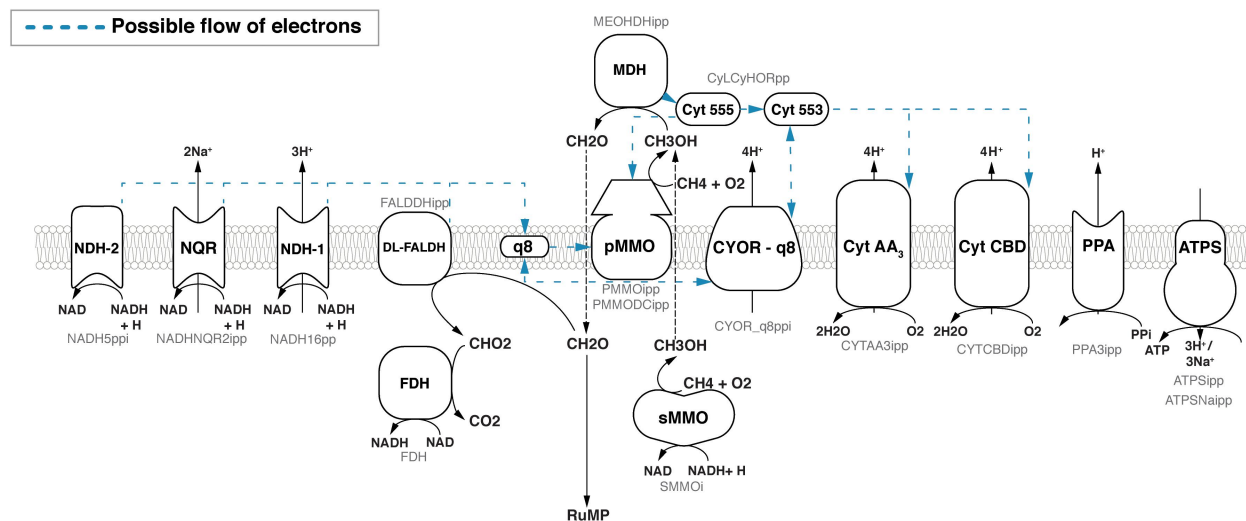 Possible flow of electrons
MEOHDHipp
MDH
CyLCyHORpp
Cyt 555
Cyt 553
CH2O
CH3OH
2Na⁺
3H⁺
4H⁺
4H⁺
4H⁺
H⁺
CH4 + O2
FALDDHipp
NDH-2
NQR
NDH-1
DL-FALDH
q8
pMMO
CYOR - q8
Cyt AA₃
Cyt CBD
PPA
ATPS
PMMOipp
PMMODCipp
NAD
NADH
+ H
NAD
NADH
+ H
NAD
NADH
+ H
NADH5ppi
NADHNQR2ipp
NADH16pp
CYOR_q8ppi
2H2O
O2
2H2O
O2
PPi
ATP
3H⁺/
3Na⁺
CYTAA3ipp
CYTCBDipp
PPA3ipp
ATPSipp
ATPSNaipp
CHO2
CH2O
CH3OH
FDH
CH4 + O2
CO2
sMMO
NADH
NAD
FDH
NAD
NADH+ H
SMMOi
RuMP